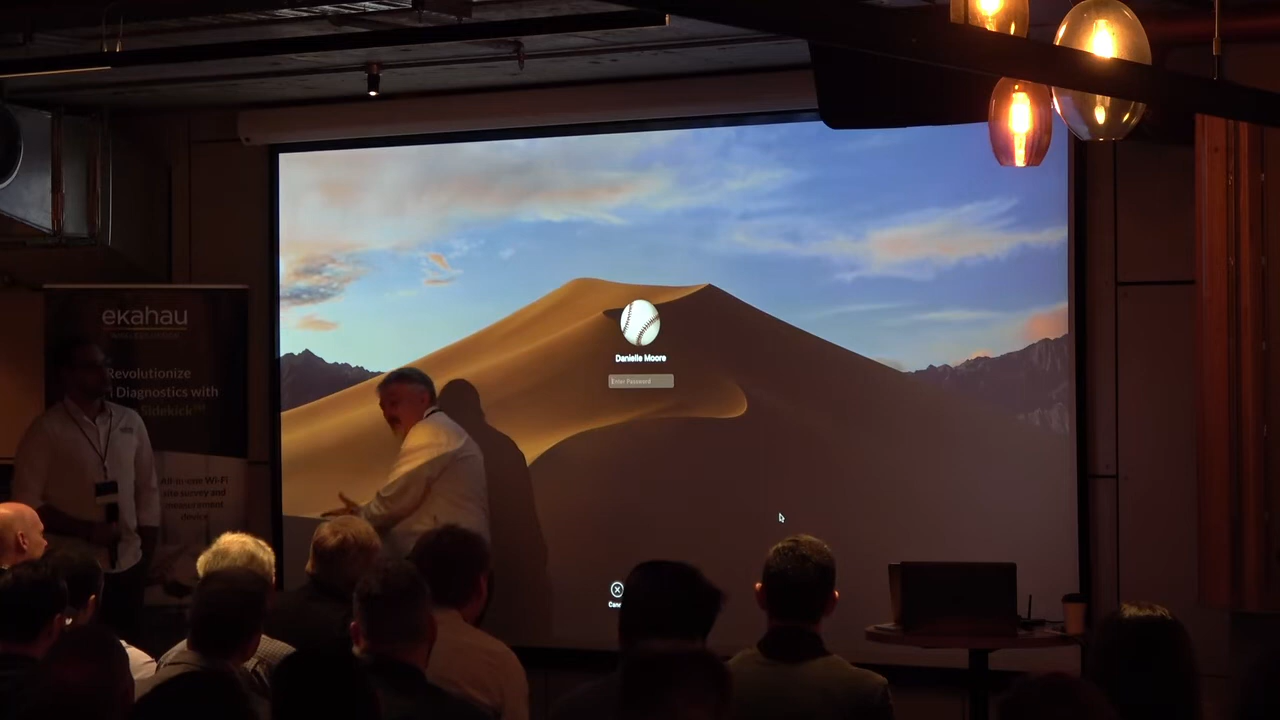 ekahau
Revolutionize
Diagnostics with
Sidekick
All-in-one Wi-Fi
site survey and
measurement
device
Danielle Moore
Enter Password